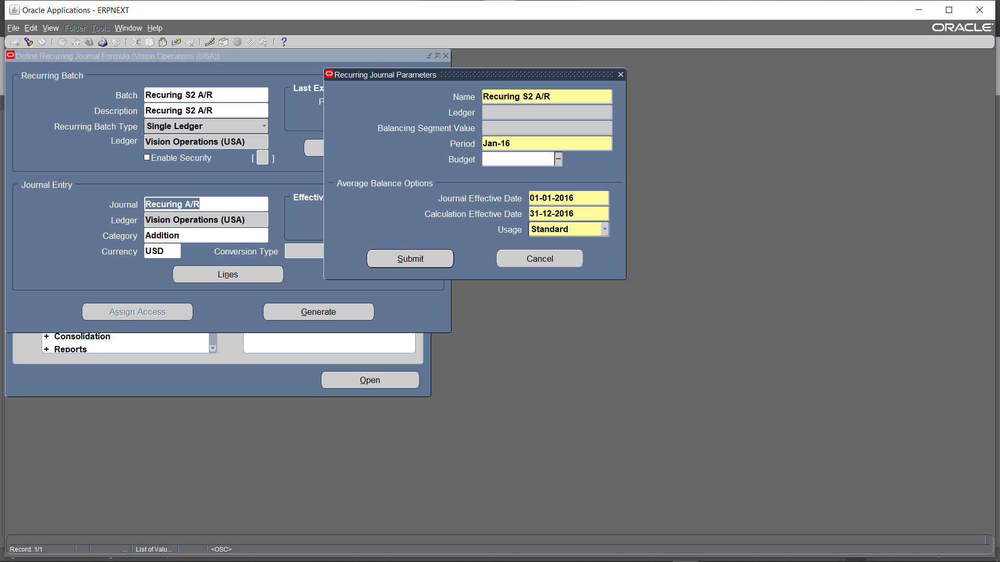 Oracle Applications - ERPNEXT
File Edit View Folder Tools Window Help
ORACLE
Define Recurring Journal Formula (Vision Operations (USA))
Recurring Batch
Batch Recuring S2 A/R
Description Recuring S2 A/R
Recurring Batch Type Single Ledger
Ledger Vision Operations (USA)
Enable Security [ ]
Last Ex
Journal Entry
Journal Recuring A/R
Ledger Vision Operations (USA)
Category Addition
Currency USD Conversion Type
Effectiv
Lines
Assign Access Generate
Recurring Journal Parameters
Name Recuring S2 A/R
Ledger
Balancing Segment Value
Period Jan-16
Budget ...
Average Balance Options
Journal Effective Date 01-01-2016
Calculation Effective Date 31-12-2016
Usage Standard
Submit Cancel
+ Consolidation
+ Reports
Open
Record: 1/1 ... List of Valu... <OSC>